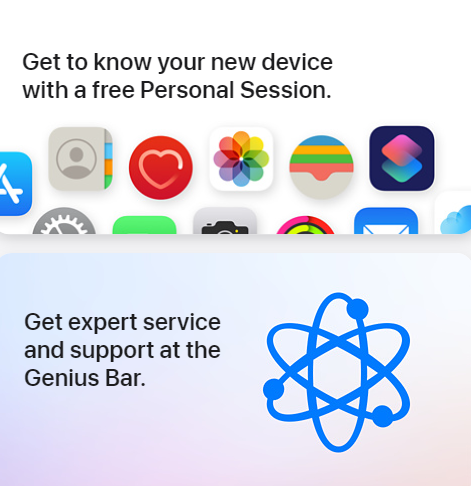 Get to know your new device
with a free Personal Session.
Get expert service
and support at the
Genius Bar.